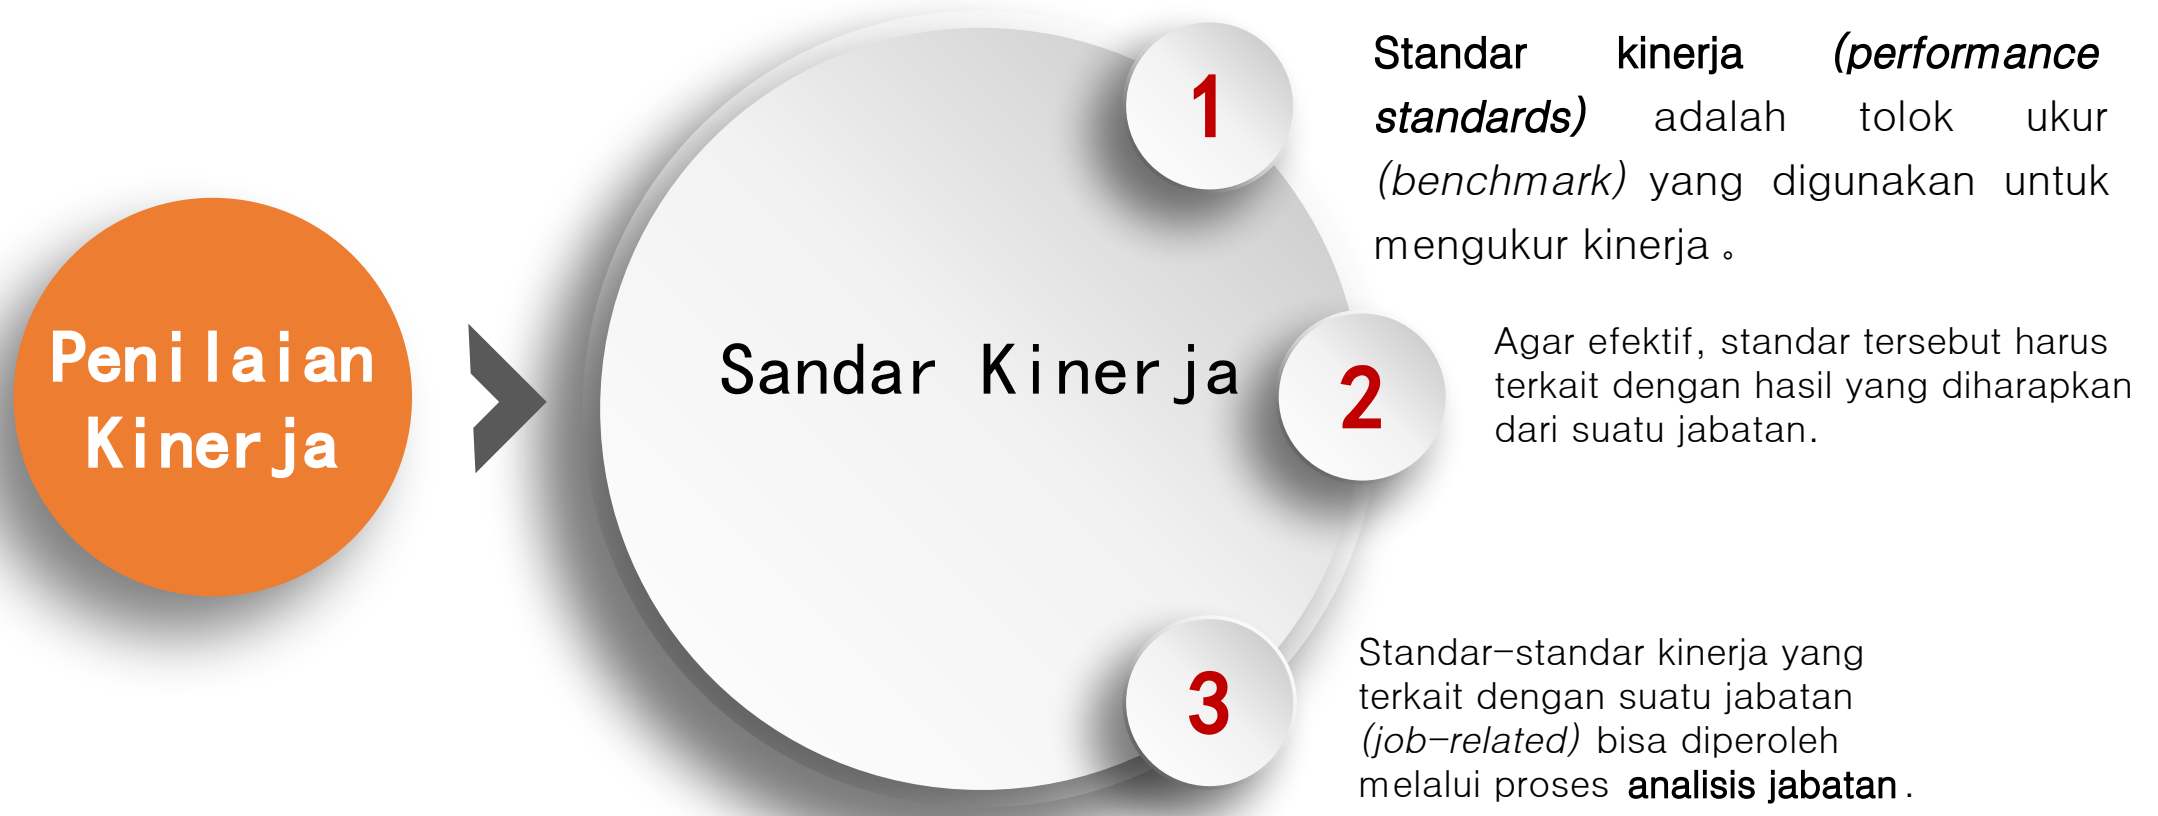 Penilaian
Kinerja
Sandar Kinerja
1
Standar kinerja (performance
standards) adalah tolok ukur
(benchmark) yang digunakan untuk
mengukur kinerja 。
2
Agar efektif, standar tersebut harus
terkait dengan hasil yang diharapkan
dari suatu jabatan.
3
Standar-standar kinerja yang
terkait dengan suatu jabatan
(job-related) bisa diperoleh
melalui proses analisis jabatan .